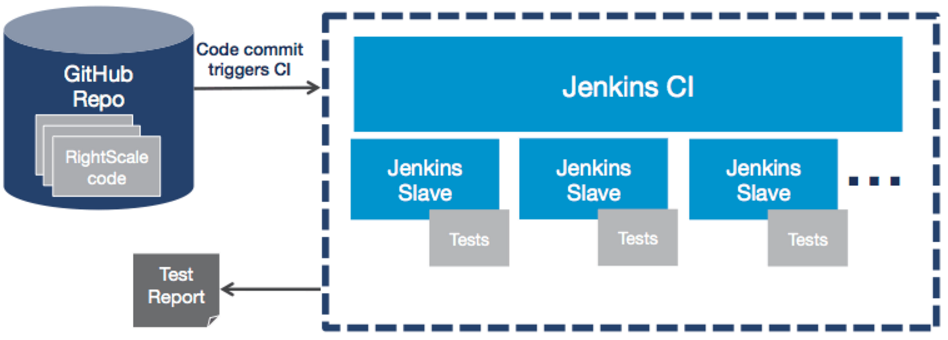 GitHub
Repo
RightScale
code
Code commit
triggers CI
Jenkins CI
Jenkins
Slave
Tests
Jenkins
Slave
Tests
Jenkins
Slave
Tests
...
Test
Report